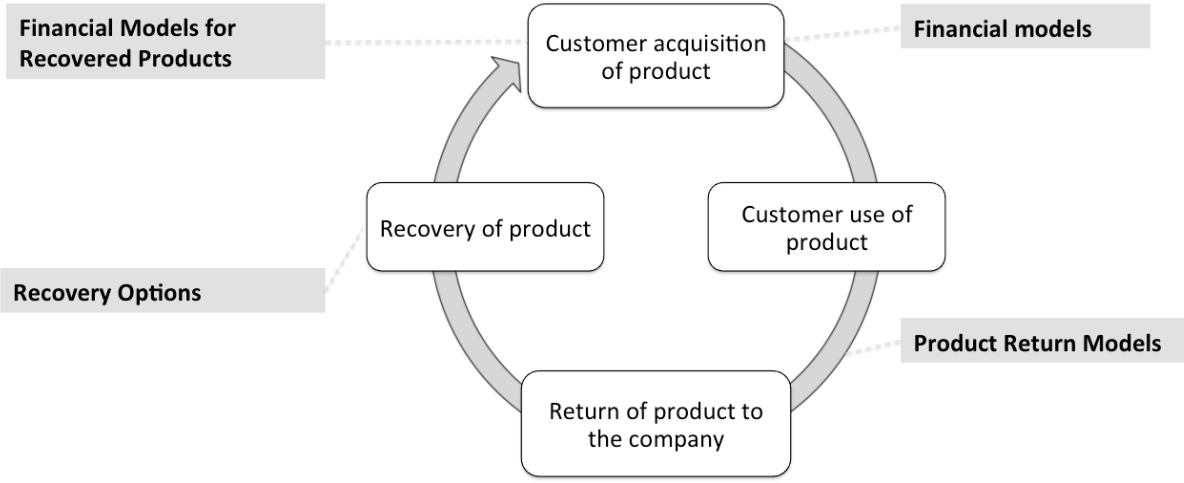 Financial Models for
Recovered Products
Customer acquisition
of product
Financial models
Recovery of product
Customer use of
product
Recovery Options
Product Return Models
Return of product to
the company